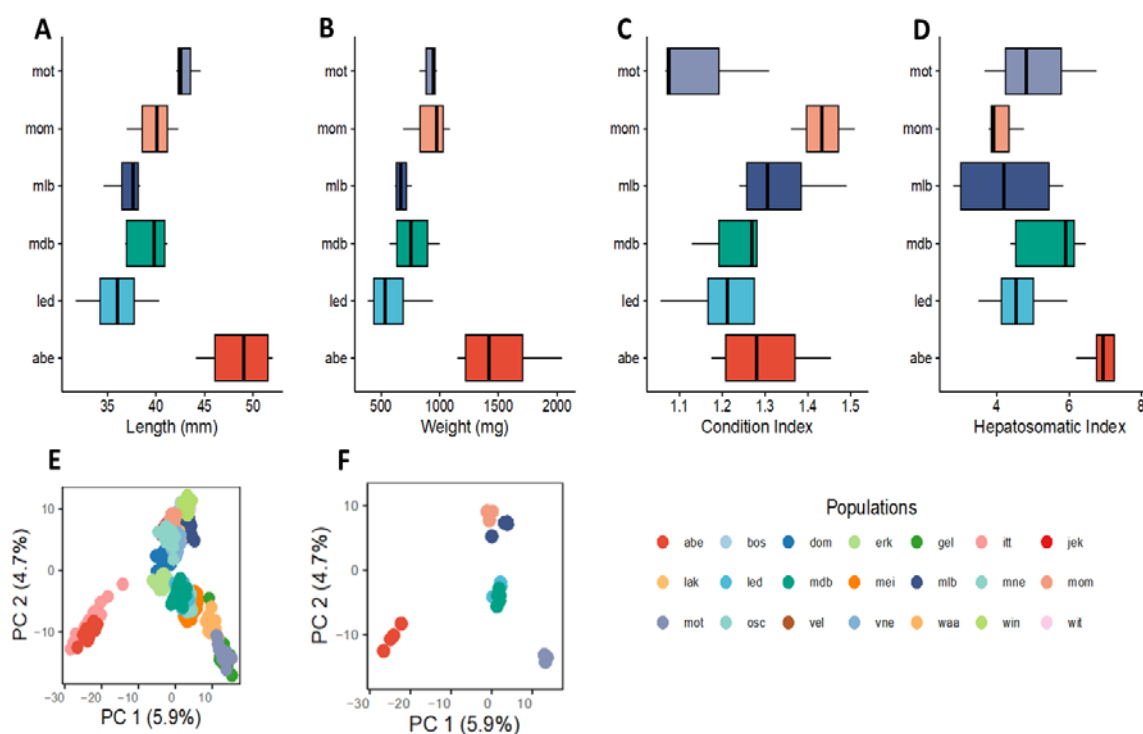 A
mot
mom
mlb
mdb
led
abe
35 40 45 50
Length (mm)
B
mot
mom
mlb
mdb
led
abe
500 1000 1500 2000
Weight (mg)
C
mot
mom
mlb
mdb
led
abe
1.1 1.2 1.3 1.4 1.5
Condition Index
D
mot
mom
mlb
mdb
led
abe
4 6 8
Hepatosomatic Index
E
10
0
−10
−30 −20 −10 0 10
PC 2 (4.7%)
PC 1 (5.9%)
F
10
0
−10
−30 −20 −10 0 10
PC 2 (4.7%)
PC 1 (5.9%)
Populations
abe bos dom erk gel itt jek
lak led mdb mei mlb mne mom
mot osc vel vne waa win wit